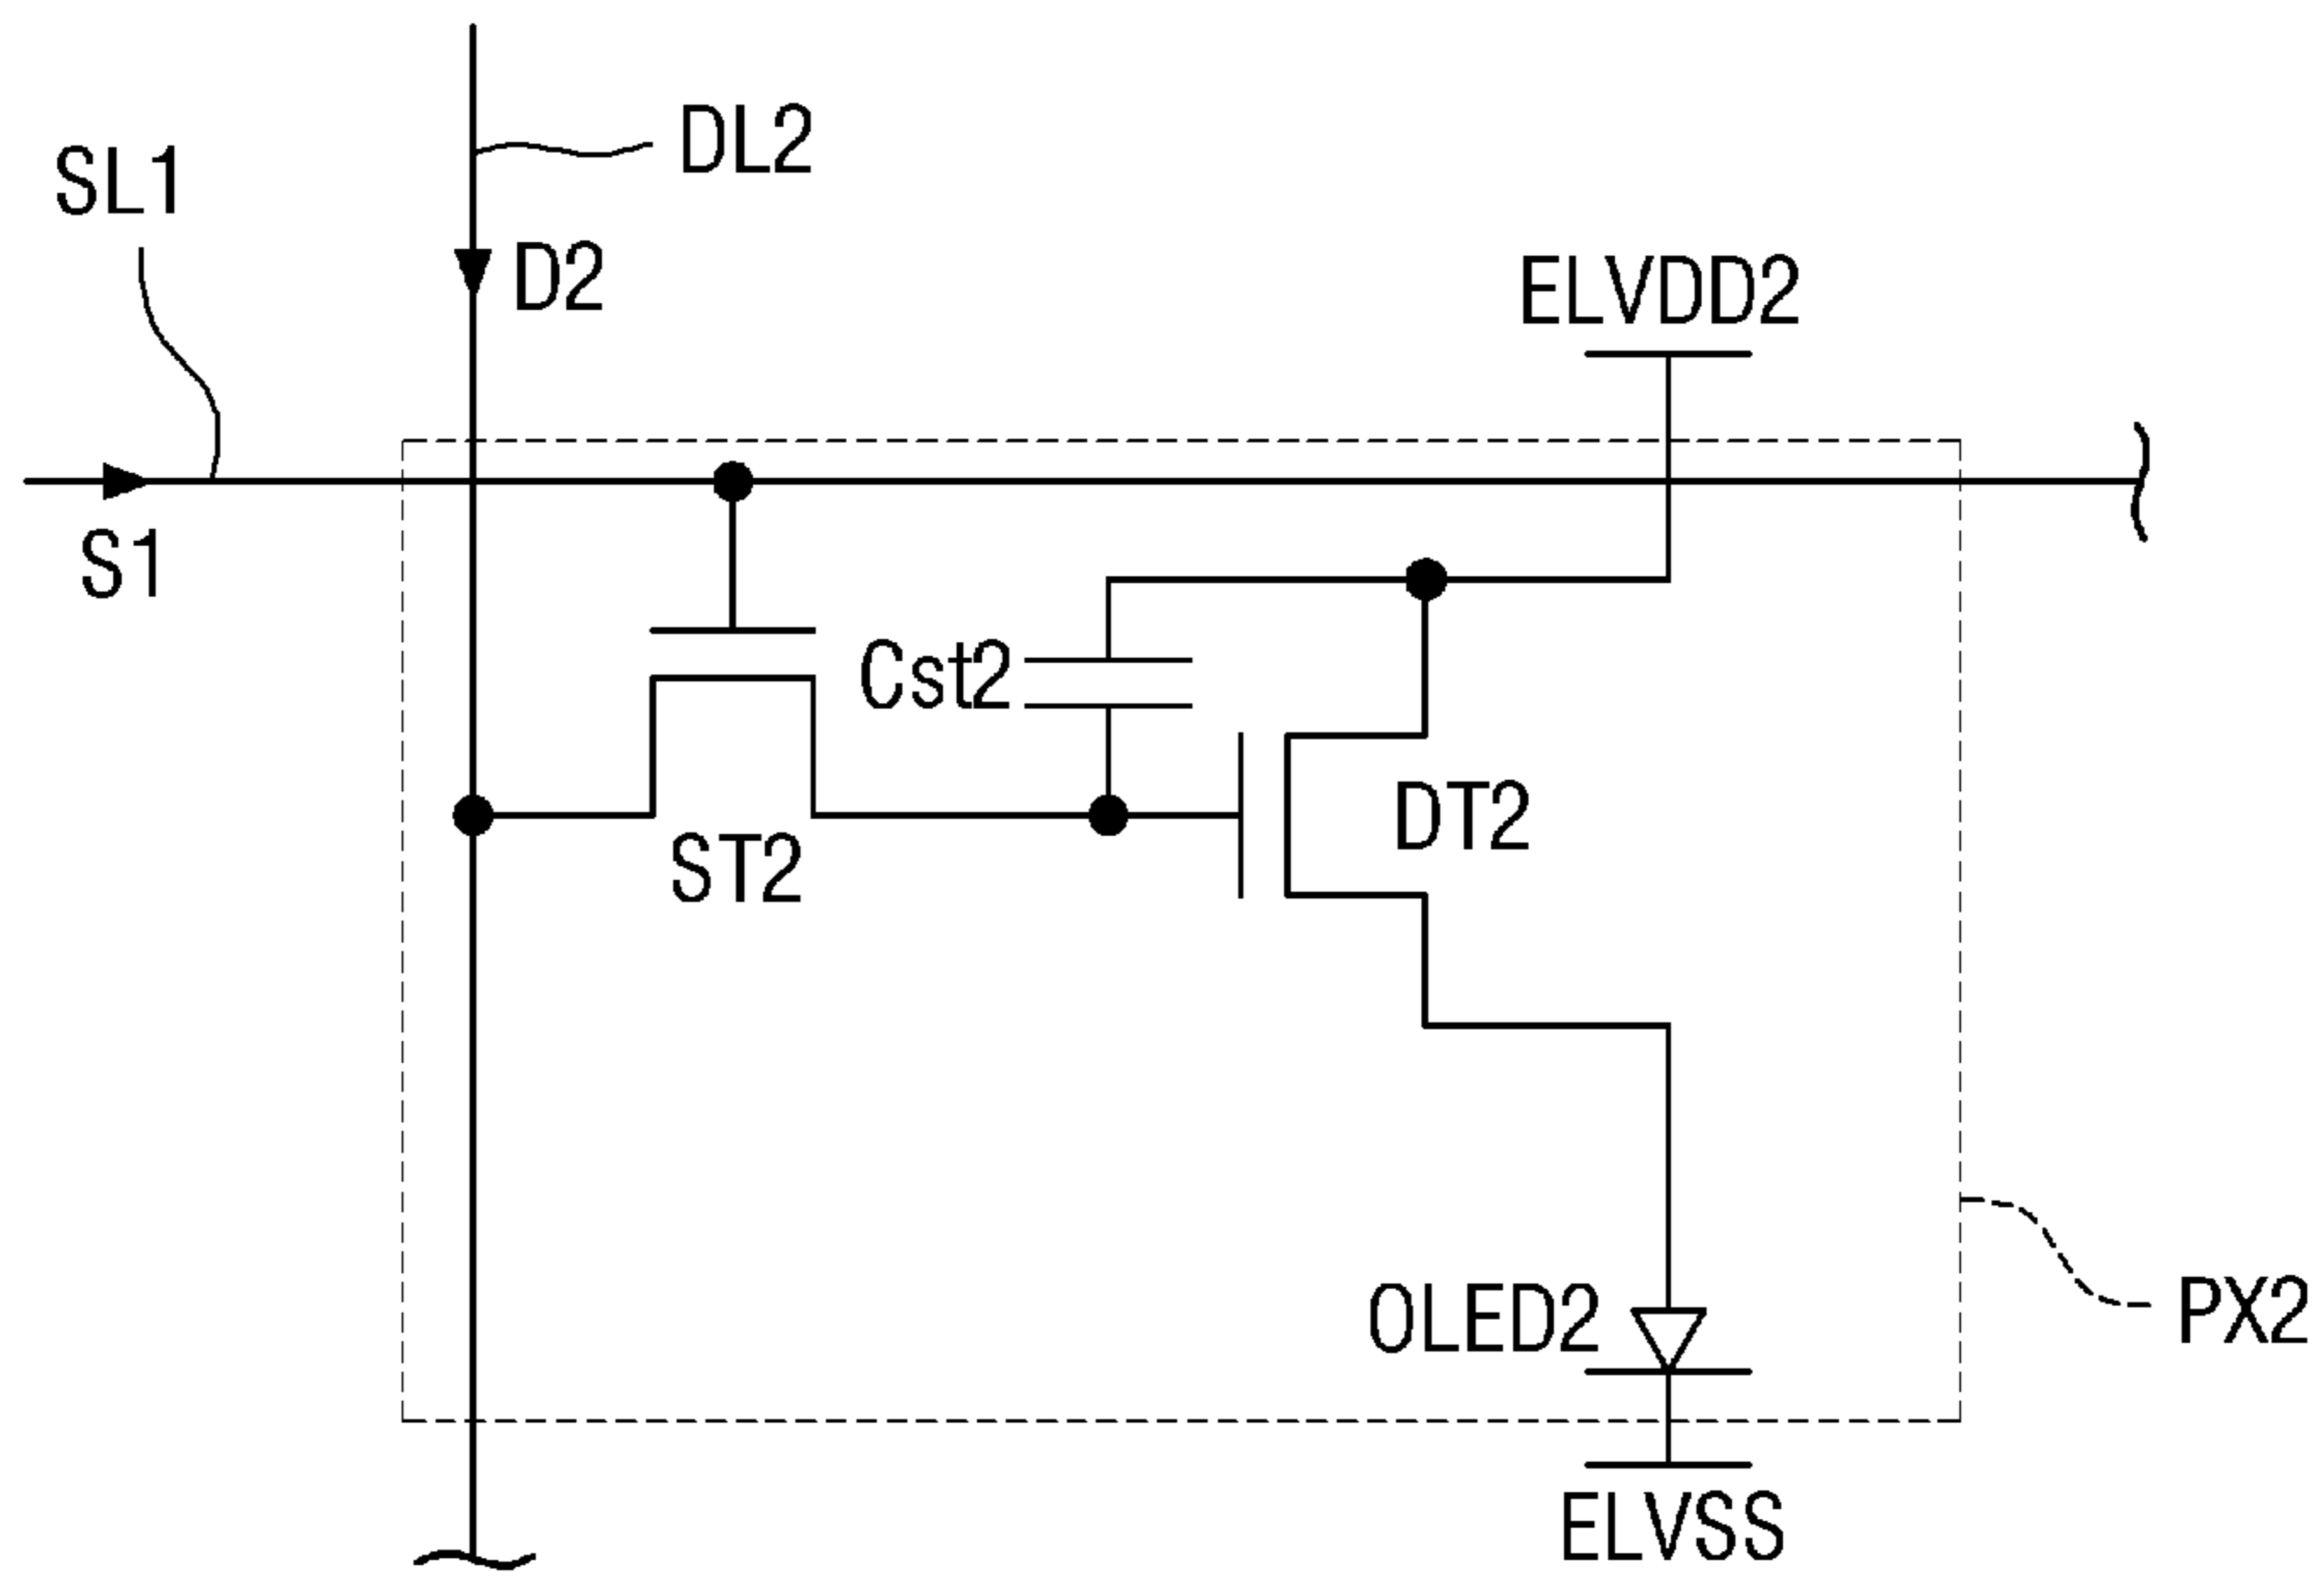 DL2
SL1
D2
ELVDD2
S1
Cst2
DT2
ST2
OLED2
PX2
ELVSS